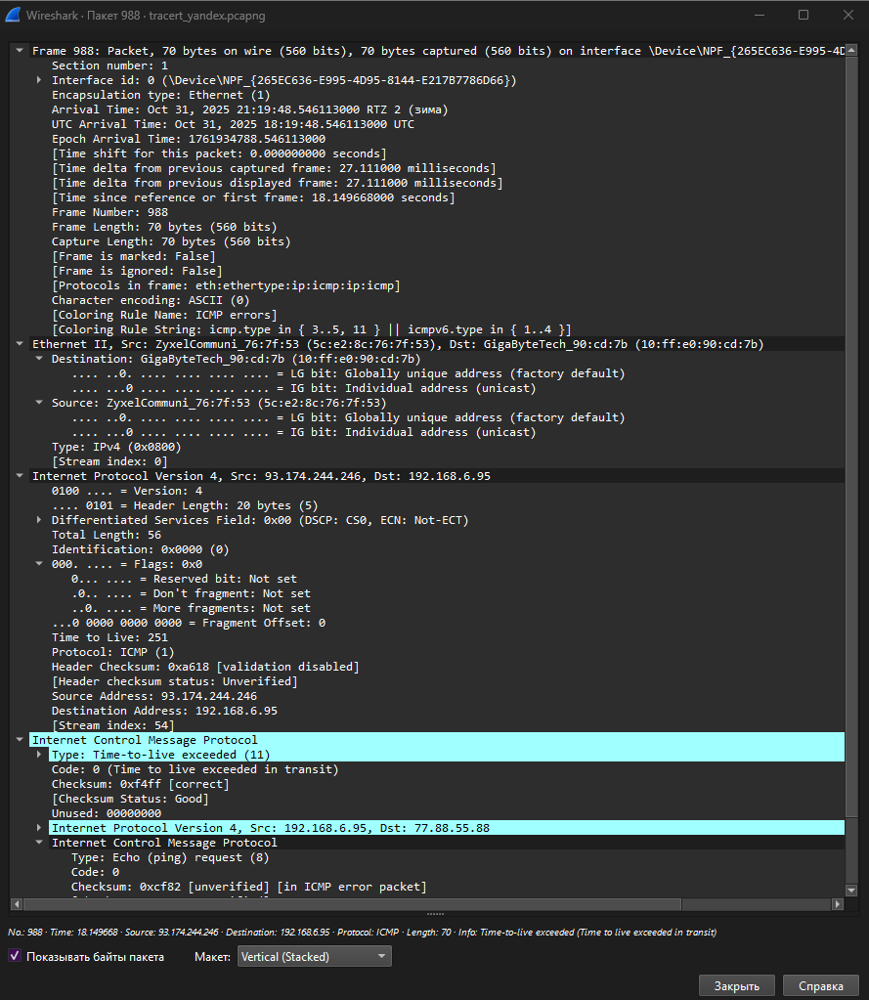 Wireshark · Пакет 988 · tracert_yandex.pcapng
Frame 988: Packet, 70 bytes on wire (560 bits), 70 bytes captured (560 bits) on interface \Device\NPF_{265EC636-E995-4D
Section number: 1
Interface id: 0 (\Device\NPF_{265EC636-E995-4D95-8144-E217B7786D66})
Encapsulation type: Ethernet (1)
Arrival Time: Oct 31, 2025 21:19:48.546113000 RTZ 2 (зима)
UTC Arrival Time: Oct 31, 2025 18:19:48.546113000 UTC
Epoch Arrival Time: 1761934788.546113000
[Time shift for this packet: 0.000000000 seconds]
[Time delta from previous captured frame: 27.111000 milliseconds]
[Time delta from previous displayed frame: 27.111000 milliseconds]
[Time since reference or first frame: 18.149668000 seconds]
Frame Number: 988
Frame Length: 70 bytes (560 bits)
Capture Length: 70 bytes (560 bits)
[Frame is marked: False]
[Frame is ignored: False]
[Protocols in frame: eth:ethertype:ip:icmp:ip:icmp]
Character encoding: ASCII (0)
[Coloring Rule Name: ICMP errors]
[Coloring Rule String: icmp.type in { 3..5, 11 } || icmpv6.type in { 1..4 }]
Ethernet II, Src: ZyxelCommuni_76:7f:53 (5c:e2:8c:76:7f:53), Dst: GigaByteTech_90:cd:7b (10:ff:e0:90:cd:7b)
Destination: GigaByteTech_90:cd:7b (10:ff:e0:90:cd:7b)
.... ..0. .... .... .... .... = LG bit: Globally unique address (factory default)
.... ...0 .... .... .... .... = IG bit: Individual address (unicast)
Source: ZyxelCommuni_76:7f:53 (5c:e2:8c:76:7f:53)
.... ..0. .... .... .... .... = LG bit: Globally unique address (factory default)
.... ...0 .... .... .... .... = IG bit: Individual address (unicast)
Type: IPv4 (0x0800)
[Stream index: 0]
Internet Protocol Version 4, Src: 93.174.244.246, Dst: 192.168.6.95
0100 .... = Version: 4
.... 0101 = Header Length: 20 bytes (5)
Differentiated Services Field: 0x00 (DSCP: CS0, ECN: Not-ECT)
Total Length: 56
Identification: 0x0000 (0)
000. .... = Flags: 0x0
0... .... = Reserved bit: Not set
.0.. .... = Don't fragment: Not set
..0. .... = More fragments: Not set
...0 0000 0000 0000 = Fragment Offset: 0
Time to Live: 251
Protocol: ICMP (1)
Header Checksum: 0xa618 [validation disabled]
[Header checksum status: Unverified]
Source Address: 93.174.244.246
Destination Address: 192.168.6.95
[Stream index: 54]
Internet Control Message Protocol
Type: Time-to-live exceeded (11)
Code: 0 (Time to live exceeded in transit)
Checksum: 0xf4ff [correct]
[Checksum Status: Good]
Unused: 00000000
Internet Protocol Version 4, Src: 192.168.6.95, Dst: 77.88.55.88
Internet Control Message Protocol
Type: Echo (ping) request (8)
Code: 0
Checksum: 0xcf82 [unverified] [in ICMP error packet]
No.: 988 · Time: 18.149668 · Source: 93.174.244.246 · Destination: 192.168.6.95 · Protocol: ICMP · Length: 70 · Info: Time-to-live exceeded (Time to live exceeded in transit)
Показывать байты пакета Макет: Vertical (Stacked)
Закрыть Справка